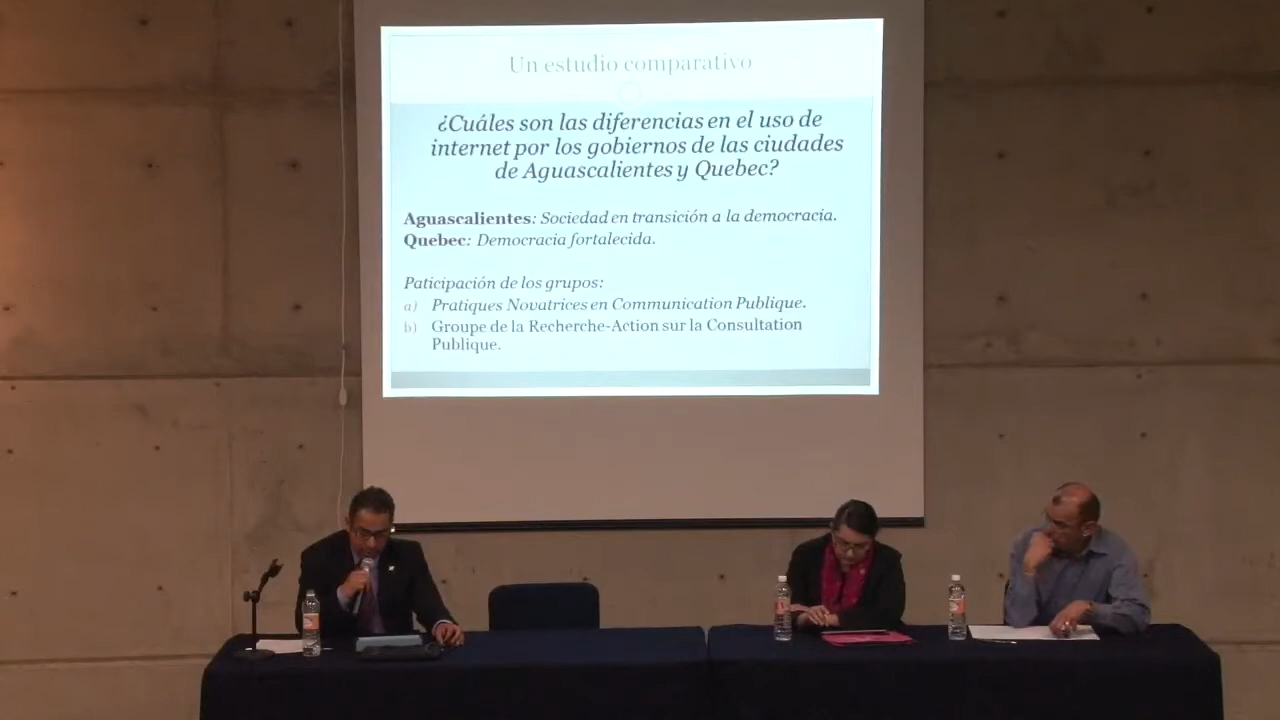 Un estudio comparativo
¿Cuáles son las diferencias en el uso de
internet por los gobiernos de las ciudades
de Aguascalientes y Quebec?
Aguascalientes: Sociedad en transición a la democracia.
Quebec: Democracia fortalecida.
Paticipación de los grupos:
a) Pratiques Novatrices en Communication Publique.
b) Groupe de la Recherche-Action sur la Consultation
Publique.